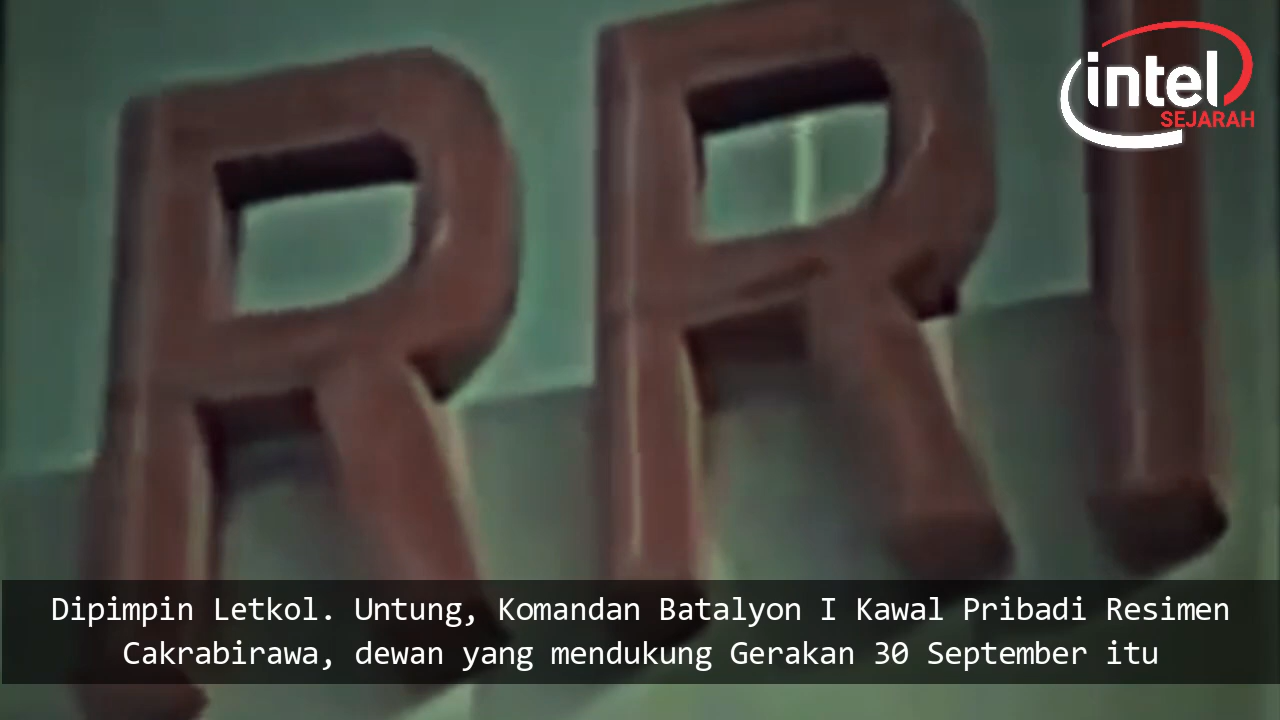 RRI
intel
SEJARAH
Dipimpin Letkol. Untung, Komandan Batalyon I Kawal Pribadi Resimen
Cakrabirawa, dewan yang mendukung Gerakan 30 September itu